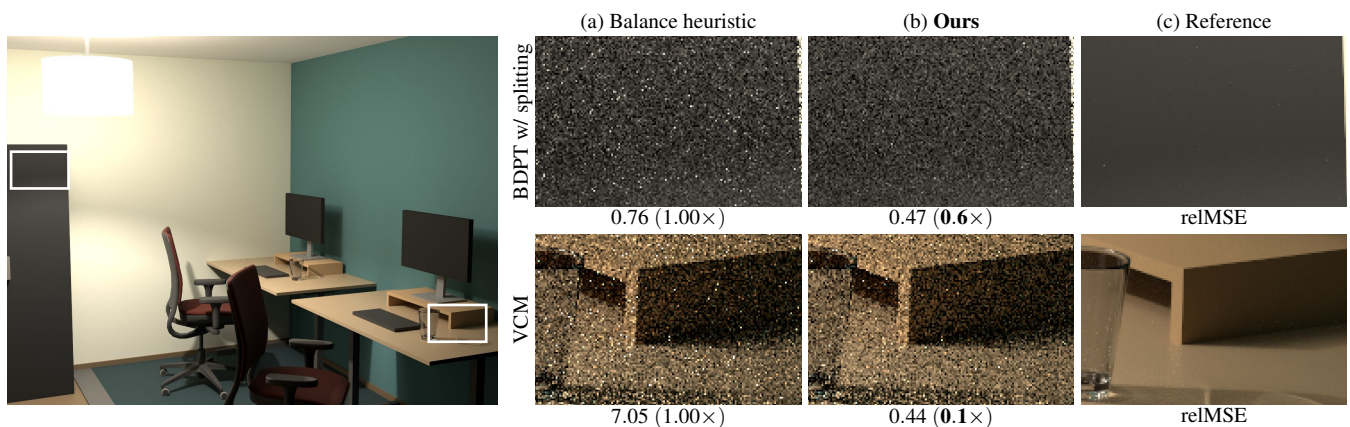 (a) Balance heuristic
(b) Ours
(c) Reference
BDPT w/ splitting
0.76 (1.00×)
0.47 (0.6×)
relMSE
VCM
7.05 (1.00×)
0.44 (0.1×)
relMSE